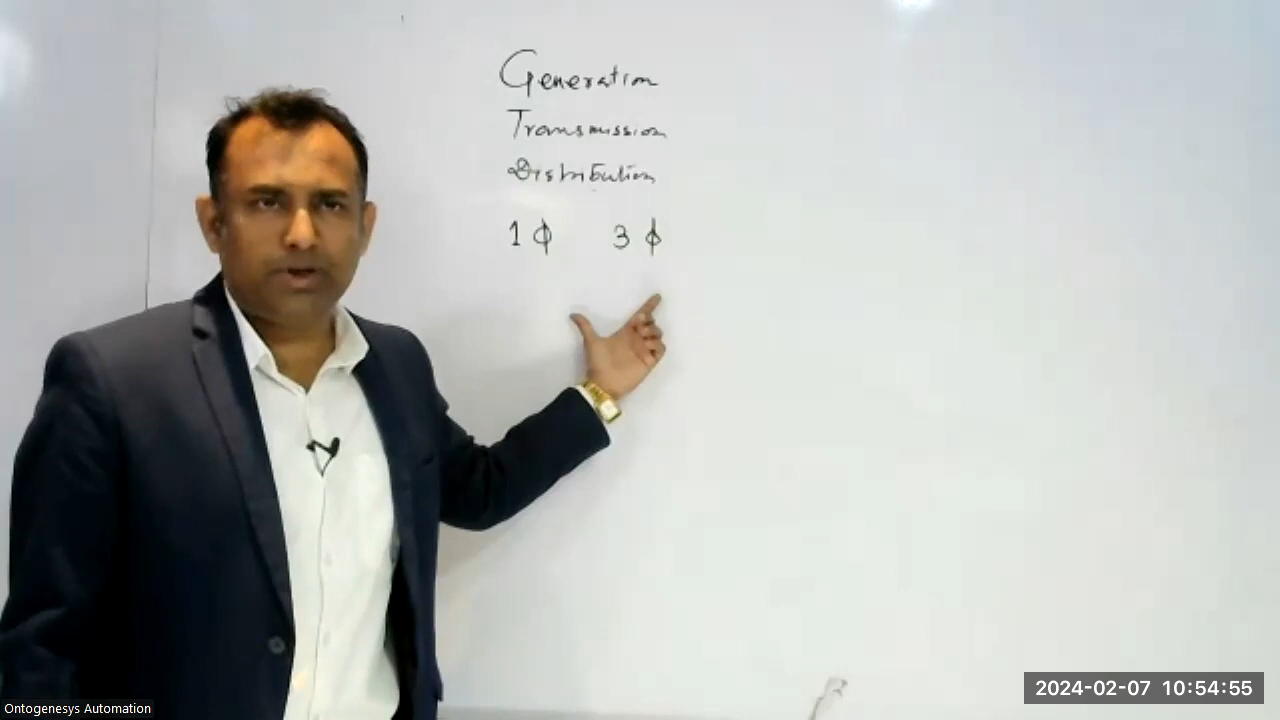 Generation
Transmission
Distribution
1 ϕ 3 ϕ
Ontogenesys Automation
2024-02-07 10:54:55